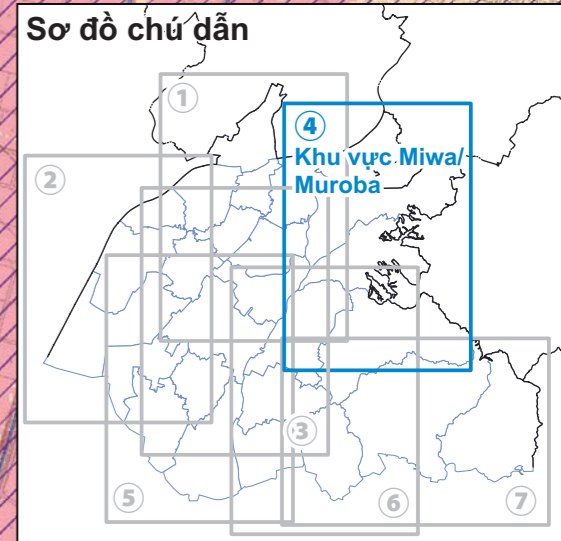 Sơ đồ chú dẫn
①
④
Khu vực Miwa/
Muroba
②
③
⑤
⑥
⑦